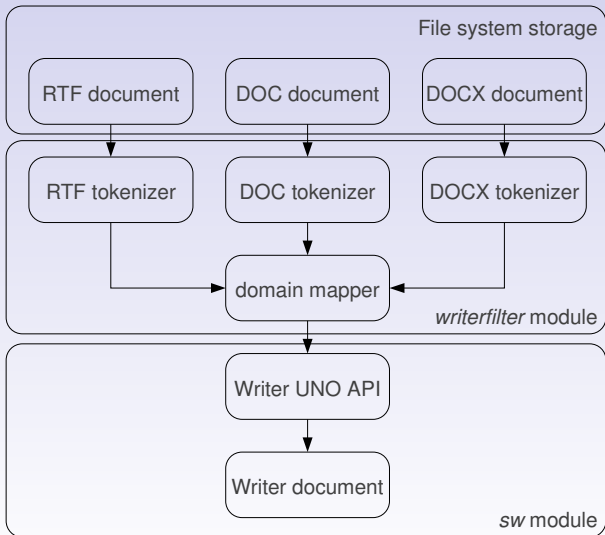 File system storage
RTF document
DOC document
DOCX document
RTF tokenizer
DOC tokenizer
DOCX tokenizer
domain mapper
writerfilter module
Writer UNO API
Writer document
sw module